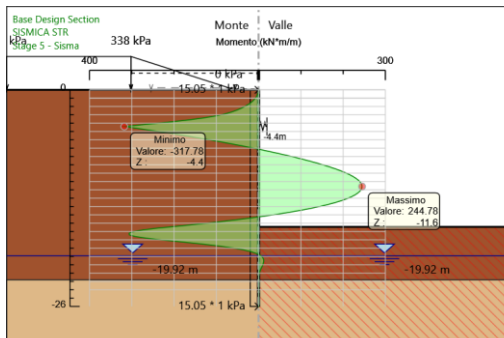 Base Design Section
SISMICA STR
Stage 5 - Sisma
kPa
338 kPa
Monte
Valle
Momento (kN*m/m)
400
0 kPa
300
0
15.05 * 1 kPa
-4.4m
Minimo
Valore: -317.78
Z : -4.4
Massimo
Valore: 244.78
Z : -11.6
-19.92 m
-19.92 m
-26
15.05 * 1 kPa